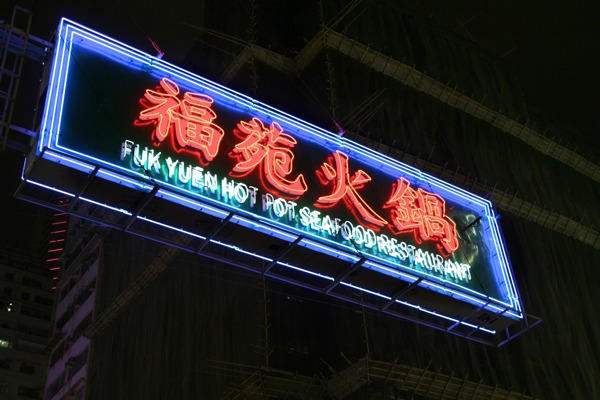 福苑火鍋
FUK YUEN HOT POT SEAFOOD RESTAURANT